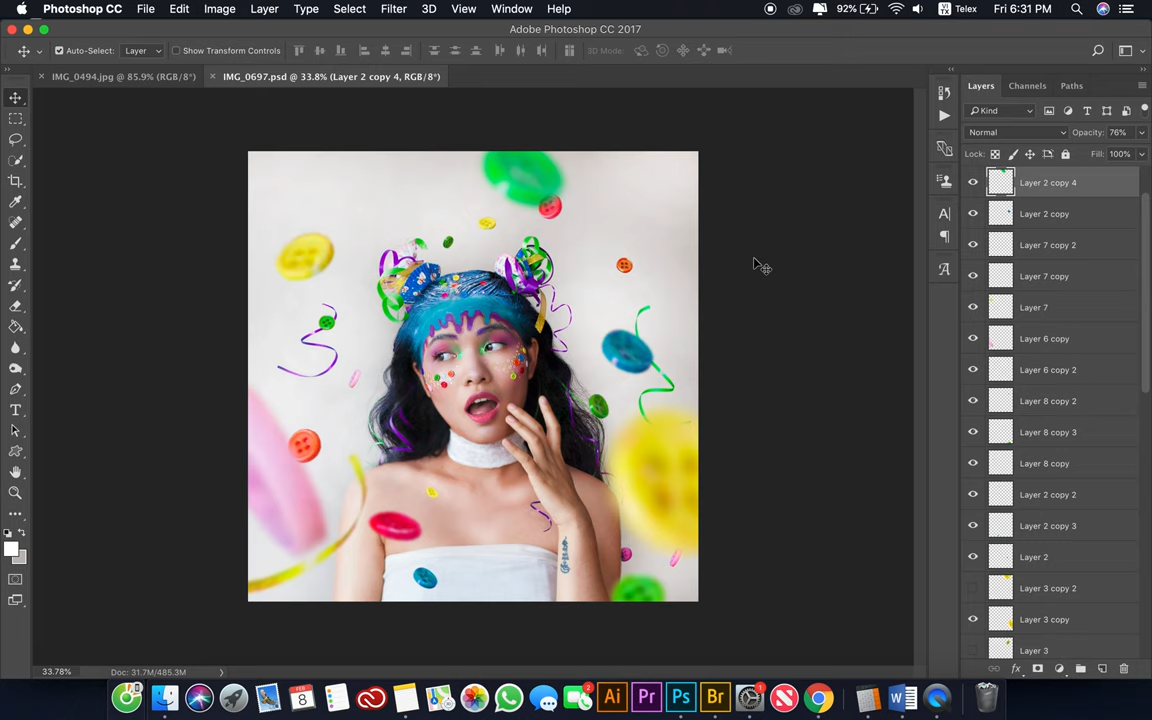 Photoshop CC File Edit Image Layer Type Select Filter 3D View Window Help 92% VI TX Telex Fri 6:31 PM
Adobe Photoshop CC 2017
Auto-Select: Layer Show Transform Controls 3D Mode:
IMG_0494.jpg @ 85.9% (RGB/8*) IMG_0697.psd @ 33.8% (Layer 2 copy 4, RGB/8*)
Layers Channels Paths
Kind
Normal Opacity: 76%
Lock: Fill: 100%
Layer 2 copy 4
Layer 2 copy
Layer 7 copy 2
Layer 7 copy
Layer 7
Layer 6 copy
Layer 6 copy 2
Layer 8 copy 2
Layer 8 copy 3
Layer 8 copy
Layer 2 copy 2
Layer 2 copy 3
Layer 2
Layer 3 copy 2
Layer 3 copy
Layer 3
33.78% Doc: 31.7M/485.3M
8 2 Ai Pr Ps Br 1 W